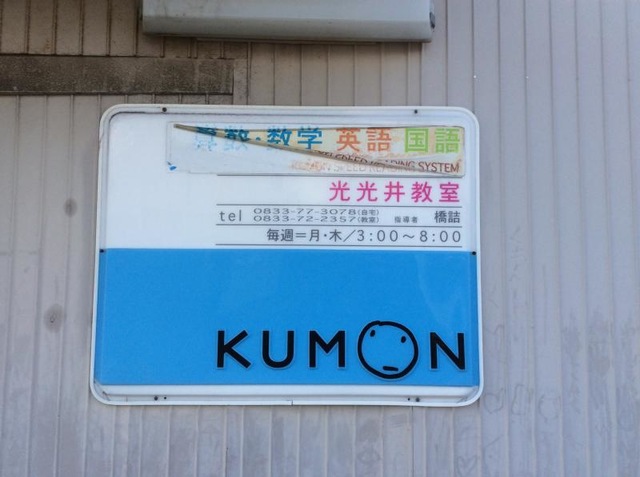 算数・数学 英語 国語
SPEED READING SYSTEM
光光井教室
tel 0833-77-3078(自宅)
0833-72-2357(教室) 指導者 橋詰
毎週=月・木/3:00〜8:00
KUMON